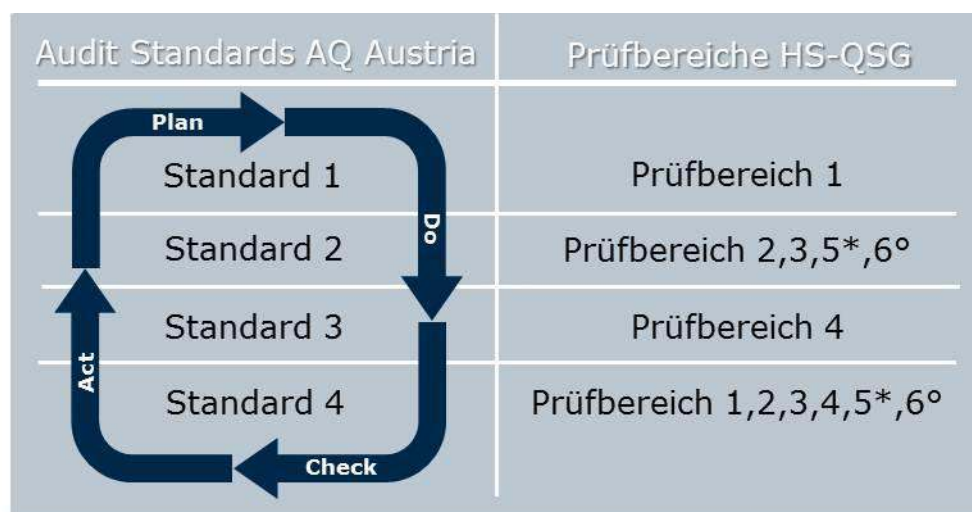 Audit Standards AQ Austria Prüfbereiche HS-QSG
Plan
Standard 1 Prüfbereich 1
Do
Standard 2 Prüfbereich 2,3,5*,6°
Standard 3 Prüfbereich 4
Act
Standard 4 Prüfbereich 1,2,3,4,5*,6°
Check